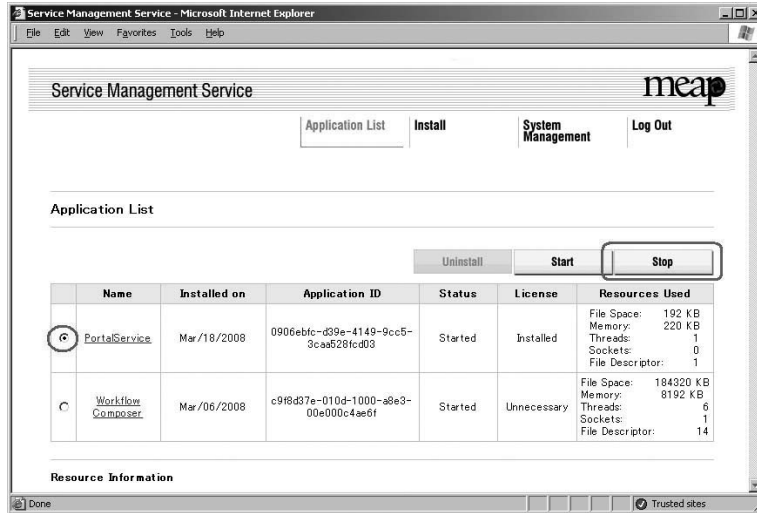 Service Management Service - Microsoft Internet Explorer
File Edit View Favorites Tools Help
Service Management Service
meap
Application List Install System Management Log Out
Application List
Uninstall Start Stop
Name Installed on Application ID Status License Resources Used
PortalService Mar/18/2008 0906ebfc-d39e-4149-9cc5-3caa528fcd03 Started Installed
File Space: 192 KB
Memory: 220 KB
Threads: 1
Sockets: 0
File Descriptor: 1
Workflow Composer Mar/06/2008 c9f8d37e-010d-1000-a8e3-00e000c4ae6f Started Unnecessary
File Space: 184320 KB
Memory: 8192 KB
Threads: 6
Sockets: 1
File Descriptor: 14
Resource Information
Done Trusted sites